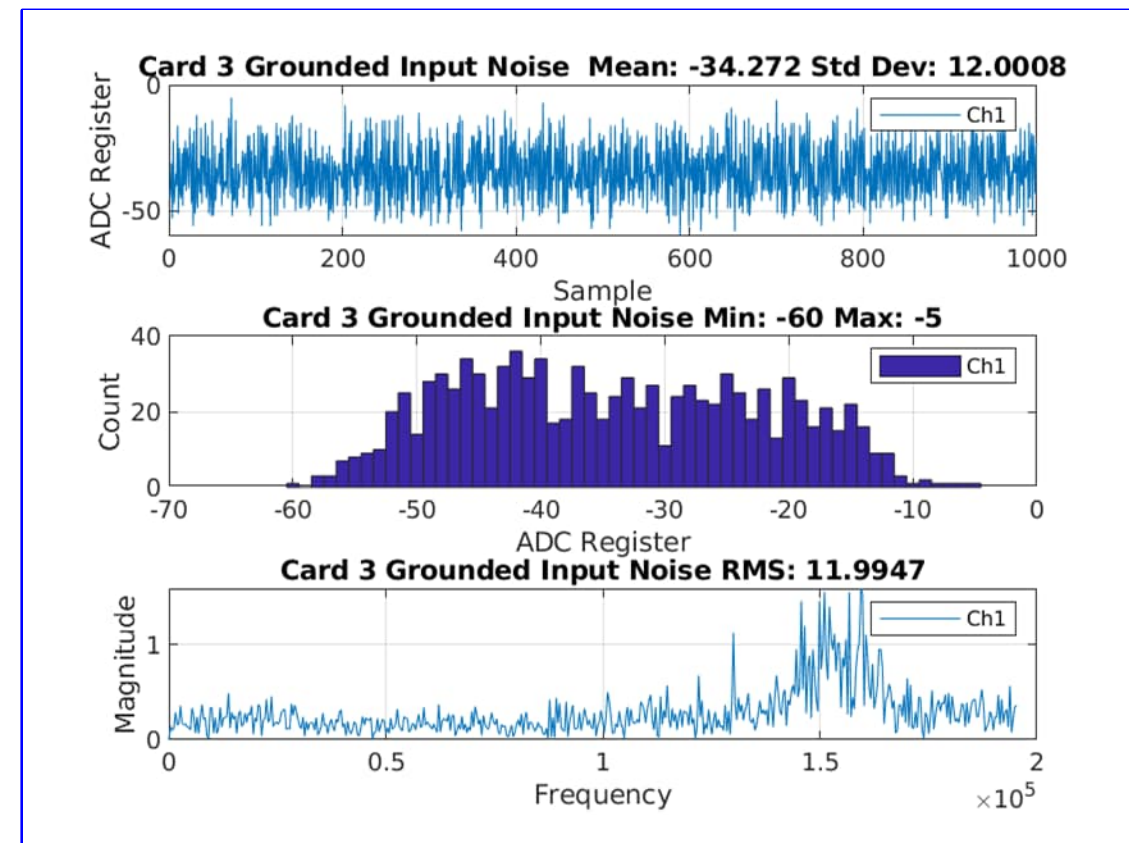 Card 3 Grounded Input Noise  Mean: -34.272 Std Dev: 12.0008
ADC Register
0
-50
Ch1
0 200 400 600 800 1000
Sample
Card 3 Grounded Input Noise Min: -60 Max: -5
Count
40
20
0
Ch1
-70 -60 -50 -40 -30 -20 -10 0
ADC Register
Card 3 Grounded Input Noise RMS: 11.9947
Magnitude
1
0
Ch1
0 0.5 1 1.5 2
Frequency
×10⁵